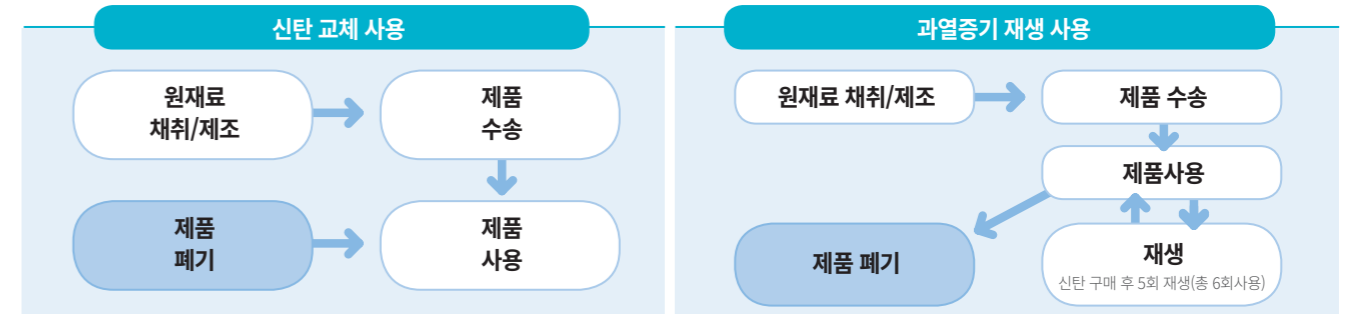 신탄 교체 사용
원재료
채취/제조
제품
수송
제품
폐기
제품
사용
과열증기 재생 사용
원재료 채취/제조
제품 수송
제품사용
제품 폐기
재생
신탄 구매 후 5회 재생(총 6회사용)